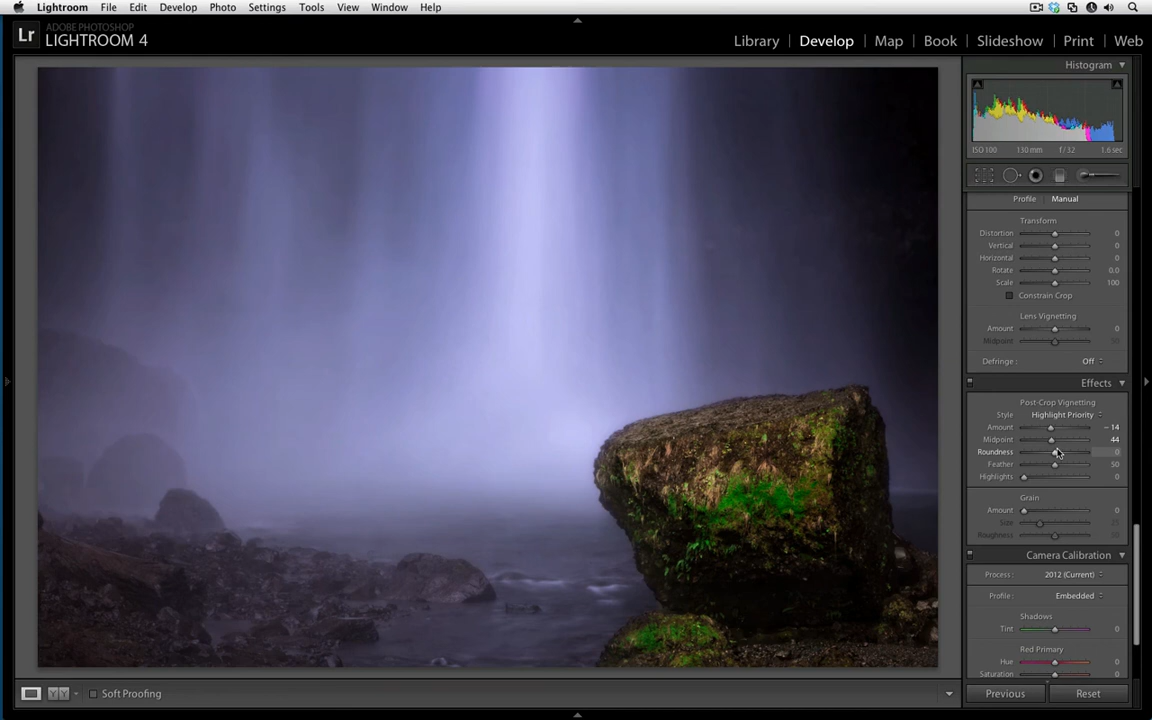 Lightroom File Edit Develop Photo Settings Tools View Window Help
Lr ADOBE PHOTOSHOP
LIGHTROOM 4
Library | Develop | Map | Book | Slideshow | Print | Web
Histogram
ISO 100 130 mm f / 32 1.6 sec
Profile | Manual
Transform
Distortion 0
Vertical 0
Horizontal 0
Rotate 0.0
Scale 100
Constrain Crop
Lens Vignetting
Amount 0
Midpoint 50
Defringe : Off
Effects
Post-Crop Vignetting
Style Highlight Priority
Amount – 14
Midpoint 44
Roundness 0
Feather 50
Highlights 0
Grain
Amount 0
Size 25
Roughness 50
Camera Calibration
Process : 2012 (Current)
Profile : Embedded
Shadows
Tint 0
Red Primary
Hue 0
Saturation 0
Y Y Soft Proofing
Previous Reset